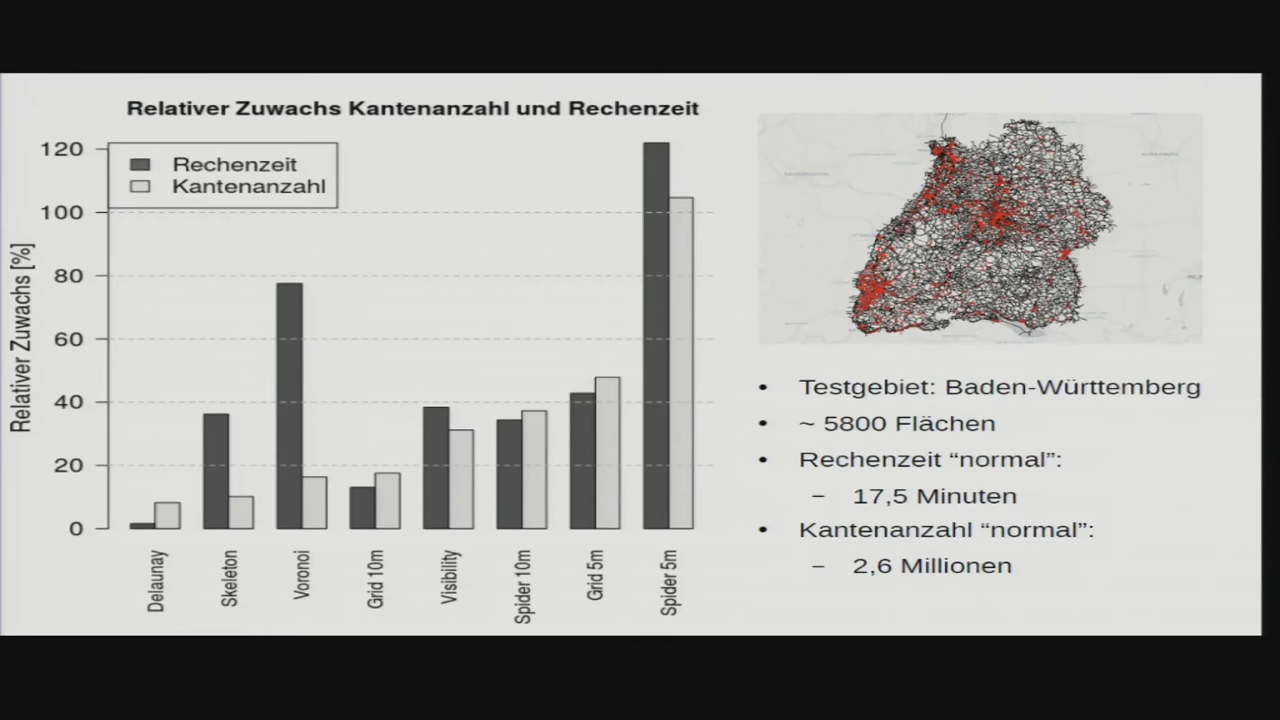 Relativer Zuwachs Kantenanzahl und Rechenzeit
Relativer Zuwachs [%]
120
100
80
60
40
20
0
Rechenzeit
Kantenanzahl
Delaunay
Skeleton
Voronoi
Grid 10m
Visibility
Spider 10m
Grid 5m
Spider 5m
• Testgebiet: Baden-Württemberg
• ~ 5800 Flächen
• Rechenzeit “normal”:
– 17,5 Minuten
• Kantenanzahl “normal”:
– 2,6 Millionen